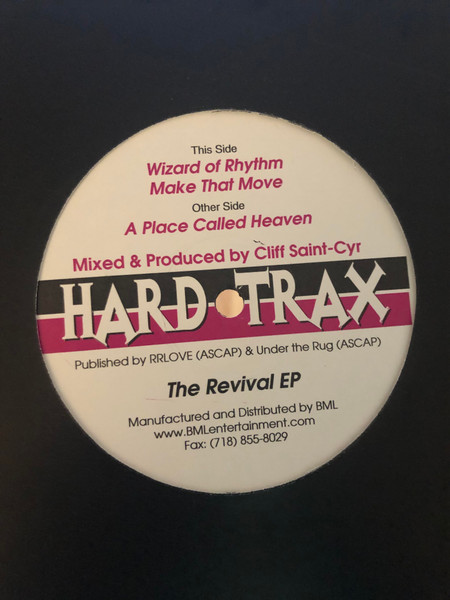 This Side
Wizard of Rhythm
Make That Move
Other Side
A Place Called Heaven
Mixed & Produced by Cliff Saint-Cyr
HARD TRAX
Published by RRLOVE (ASCAP) & Under the Rug (ASCAP)
The Revival EP
Manufactured and Distributed by BML
www.BMLentertainment.com
Fax: (718) 855-8029